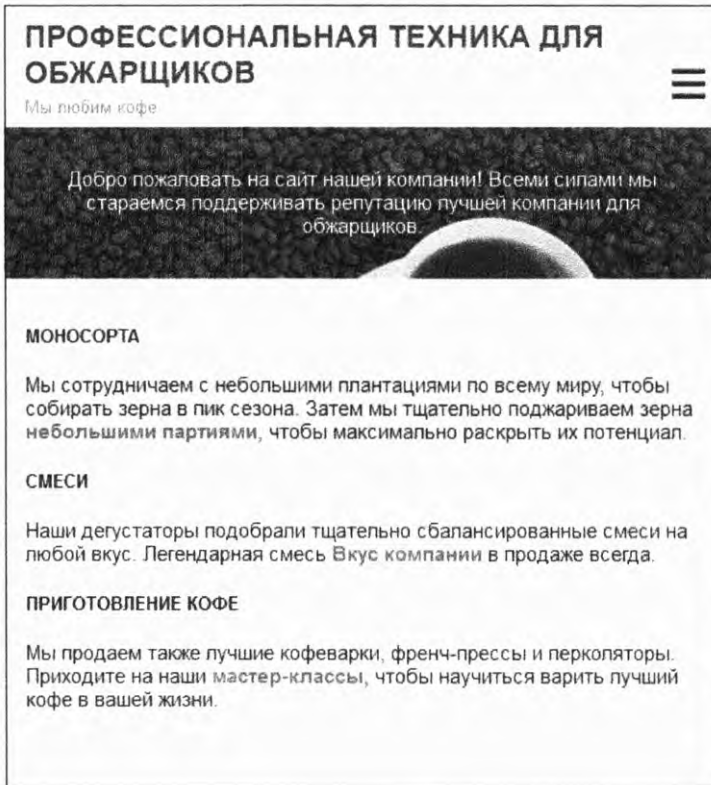 ПРОФЕССИОНАЛЬНАЯ ТЕХНИКА ДЛЯ
ОБЖАРЩИКОВ
Мы любим кофе
Добро пожаловать на сайт нашей компании! Всеми силами мы
стараемся поддерживать репутацию лучшей компании для
обжарщиков.
МОНОСОРТА
Мы сотрудничаем с небольшими плантациями по всему миру, чтобы
собирать зерна в пик сезона. Затем мы тщательно поджариваем зерна
небольшими партиями, чтобы максимально раскрыть их потенциал.
СМЕСИ
Наши дегустаторы подобрали тщательно сбалансированные смеси на
любой вкус. Легендарная смесь Вкус компании в продаже всегда.
ПРИГОТОВЛЕНИЕ КОФЕ
Мы продаем также лучшие кофеварки, френч-прессы и перколяторы.
Приходите на наши мастер-классы, чтобы научиться варить лучший
кофе в вашей жизни.